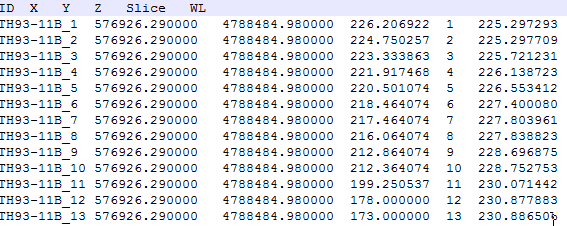 ID X Y Z Slice WL
TH93-11B_1 576926.290000 4788484.980000 226.206922 1 225.297293
TH93-11B_2 576926.290000 4788484.980000 224.750257 2 225.297709
TH93-11B_3 576926.290000 4788484.980000 223.333863 3 225.721231
TH93-11B_4 576926.290000 4788484.980000 221.917468 4 226.138723
TH93-11B_5 576926.290000 4788484.980000 220.501074 5 226.553412
TH93-11B_6 576926.290000 4788484.980000 218.464074 6 227.400080
TH93-11B_7 576926.290000 4788484.980000 217.464074 7 227.803961
TH93-11B_8 576926.290000 4788484.980000 216.064074 8 227.838823
TH93-11B_9 576926.290000 4788484.980000 212.864074 9 228.696875
TH93-11B_10 576926.290000 4788484.980000 212.364074 10 228.752753
TH93-11B_11 576926.290000 4788484.980000 199.250537 11 230.071442
TH93-11B_12 576926.290000 4788484.980000 178.000000 12 230.877883
TH93-11B_13 576926.290000 4788484.980000 173.000000 13 230.886505